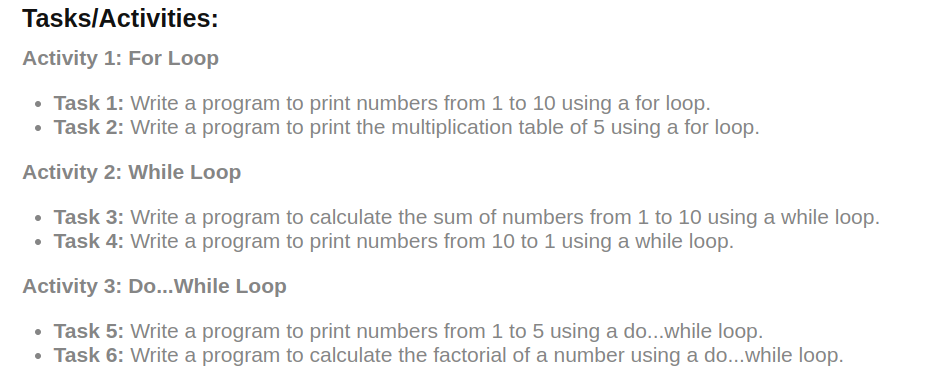 Tasks/Activities:
Activity 1: For Loop
• Task 1: Write a program to print numbers from 1 to 10 using a for loop.
• Task 2: Write a program to print the multiplication table of 5 using a for loop.
Activity 2: While Loop
• Task 3: Write a program to calculate the sum of numbers from 1 to 10 using a while loop.
• Task 4: Write a program to print numbers from 10 to 1 using a while loop.
Activity 3: Do...While Loop
• Task 5: Write a program to print numbers from 1 to 5 using a do...while loop.
• Task 6: Write a program to calculate the factorial of a number using a do...while loop.